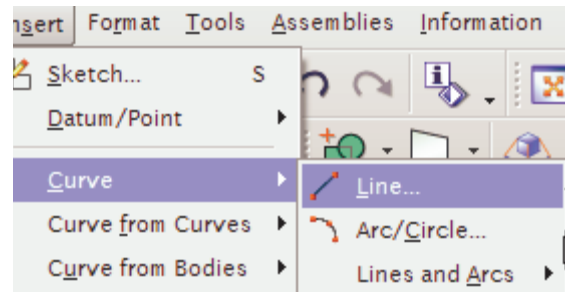 nsert Format Tools Assemblies Information
Sketch... S
Datum/Point
Curve
Line...
Curve from Curves
Arc/Circle...
Curve from Bodies
Lines and Arcs